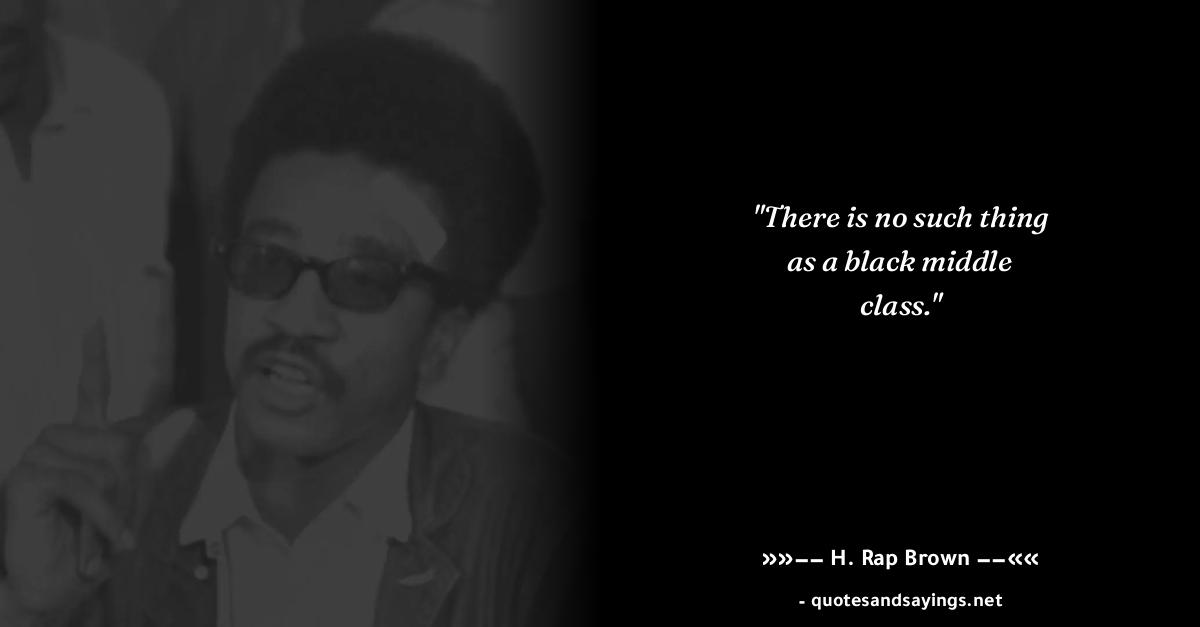 "There is no such thing
as a black middle
class."
»»−− H. Rap Brown −−««
- quotesandsayings.net